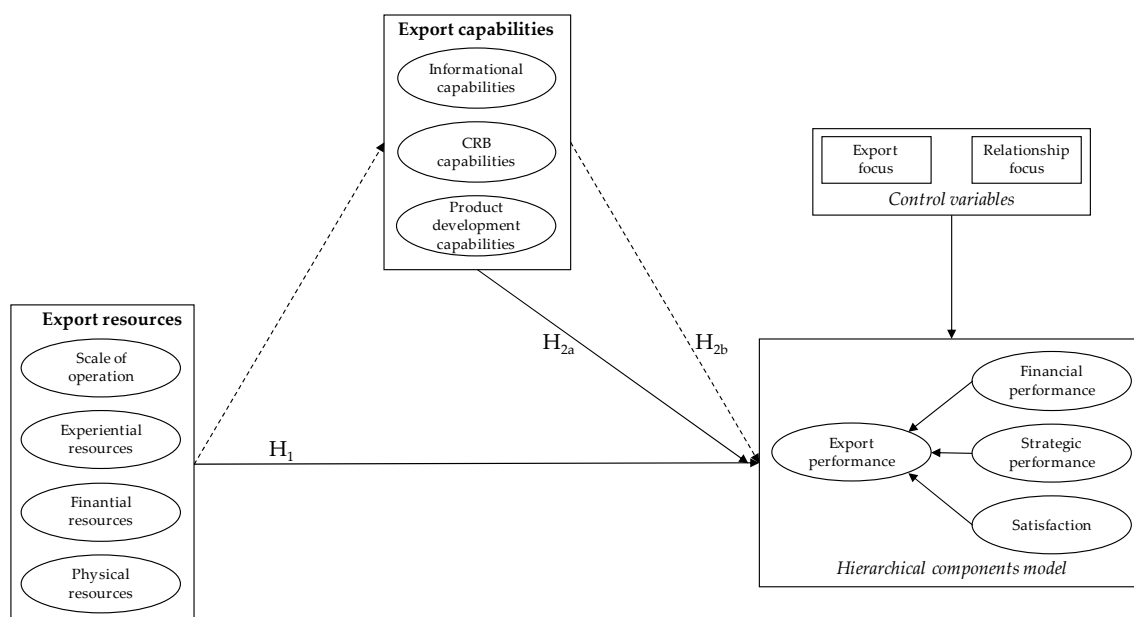 Export capabilities
Informational
capabilities
CRB
capabilities
Product
development
capabilities
Export
focus
Relationship
focus
Control variables
Export resources
Scale of
operation
Experiential
resources
Finantial
resources
Physical
resources
H1
H2a
H2b
Export
performance
Financial
performance
Strategic
performance
Satisfaction
Hierarchical components model